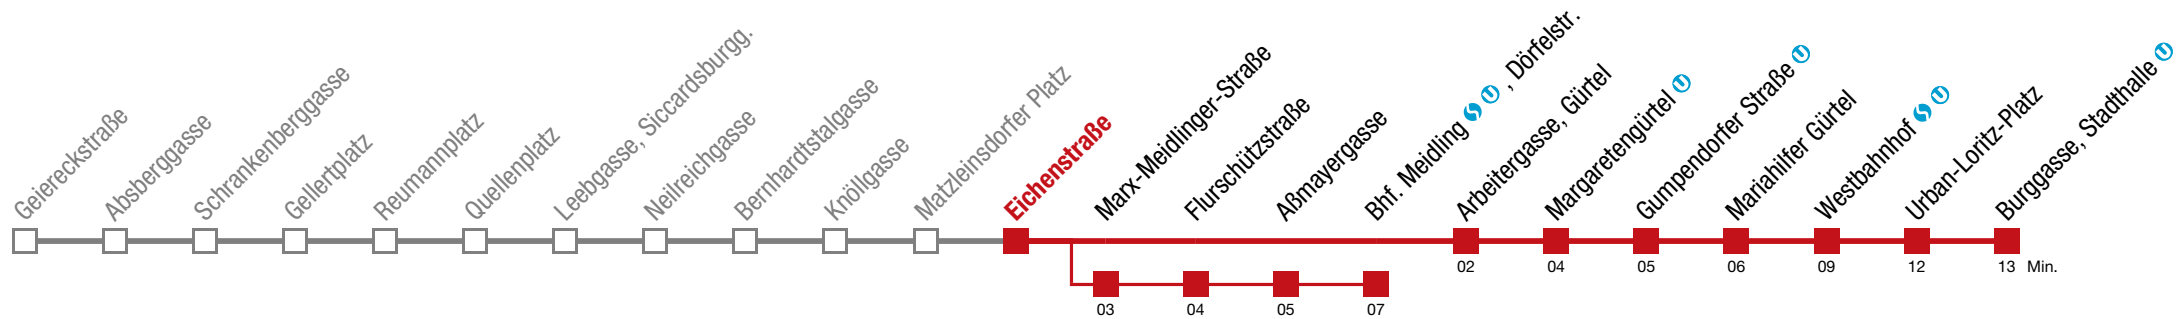 Geiereckstraße
Absberggasse
Schrankenberggasse
Gellertplatz
Reumannplatz
Quellenplatz
Leebgasse, Siccardsburgg.
Neilreichgasse
Bernhardtstalgasse
Knöllgasse
Matzleinsdorfer Platz
Eichenstraße
Marx-Meidlinger-Straße
Flurschützstraße
Aßmayergasse
Bhf. Meidling S U , Dörfelstr.
Arbeitergasse, Gürtel
Margaretengürtel U
Gumpendorfer Straße U
Mariahilfer Gürtel
Westbahnhof S U
Urban-Loritz-Platz
Burggasse, Stadthalle U
02 04 05 06 09 12 13 Min.
03 04 05 07